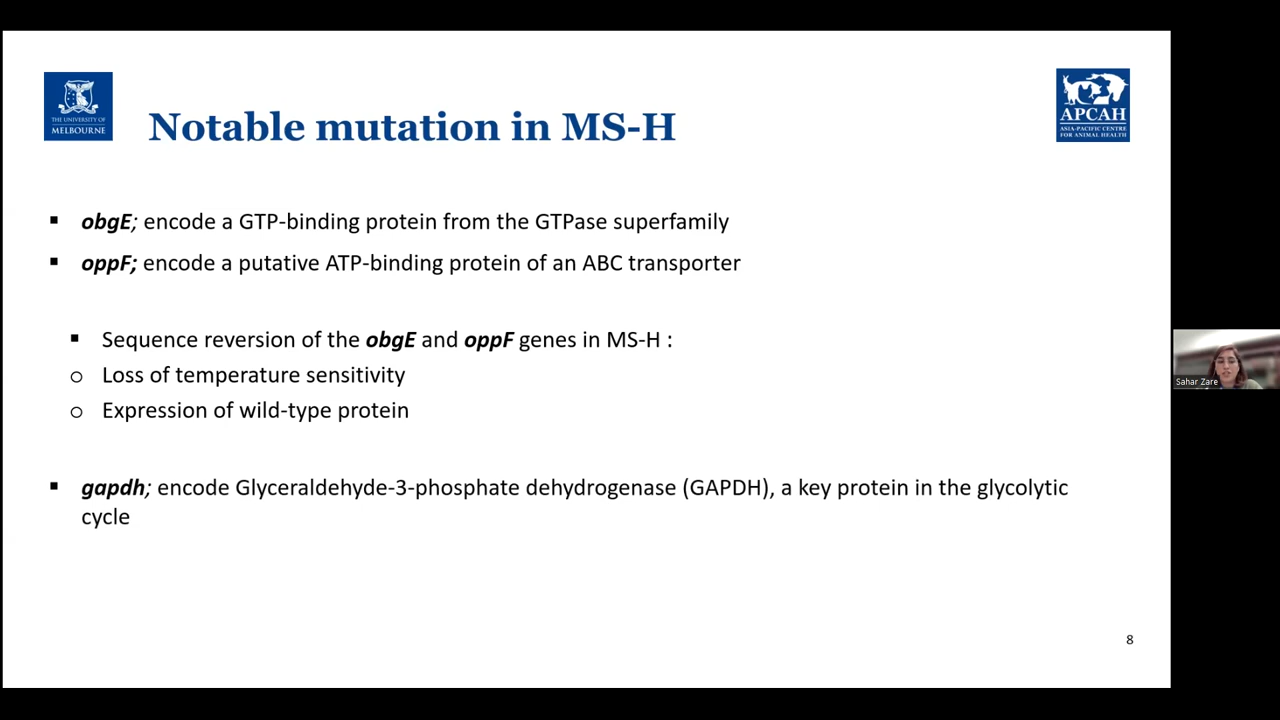 THE UNIVERSITY OF
MELBOURNE
Notable mutation in MS-H
APCAH
ASIA-PACIFIC CENTRE
FOR ANIMAL HEALTH
▪ obgE; encode a GTP-binding protein from the GTPase superfamily
▪ oppF; encode a putative ATP-binding protein of an ABC transporter
▪ Sequence reversion of the obgE and oppF genes in MS-H :
o Loss of temperature sensitivity
o Expression of wild-type protein
▪ gapdh; encode Glyceraldehyde-3-phosphate dehydrogenase (GAPDH), a key protein in the glycolytic
cycle
8
Sahar Zare